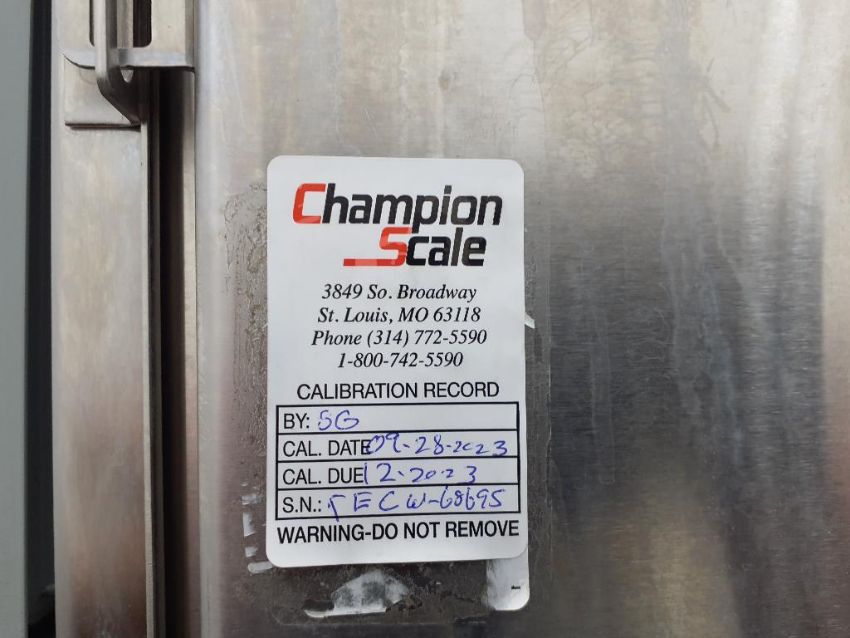 Champion
Scale
3849 So. Broadway
St. Louis, MO 63118
Phone (314) 772-5590
1-800-742-5590
CALIBRATION RECORD
BY: SG
CAL. DATE 09-28-2023
CAL. DUE 12-2023
S.N.:
WARNING-DO NOT REMOVE